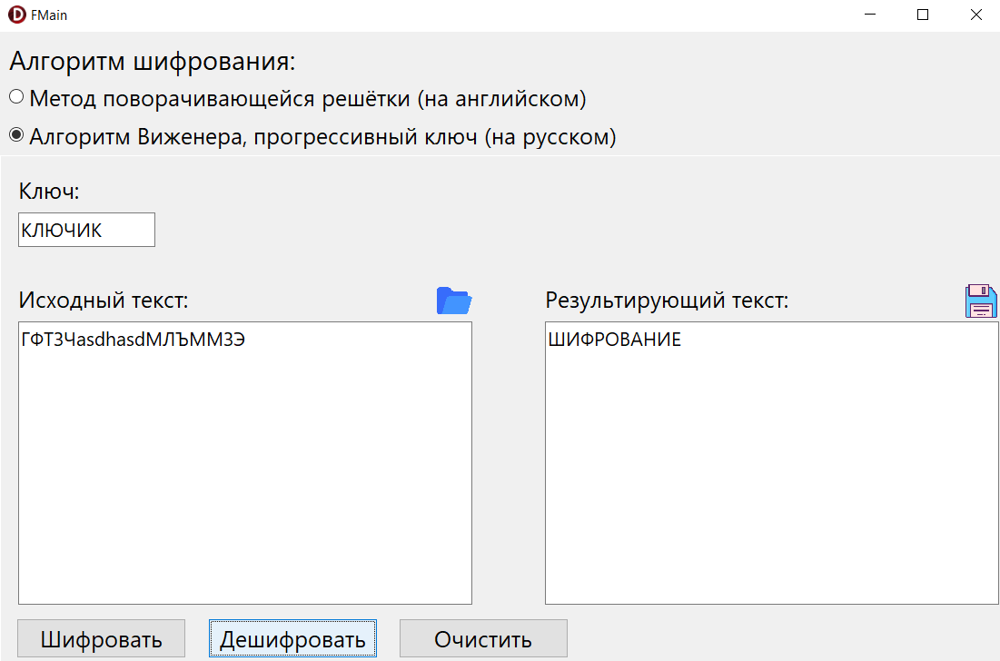 FMain
Алгоритм шифрования:
Метод поворачивающейся решётки (на английском)
Алгоритм Виженера, прогрессивный ключ (на русском)
Ключ:
КЛЮЧИК
Исходный текст:
Результирующий текст:
ГФТЗЧasdhasdМЛЪММЗЭ
ШИФРОВАНИЕ
Шифровать
Дешифровать
Очистить